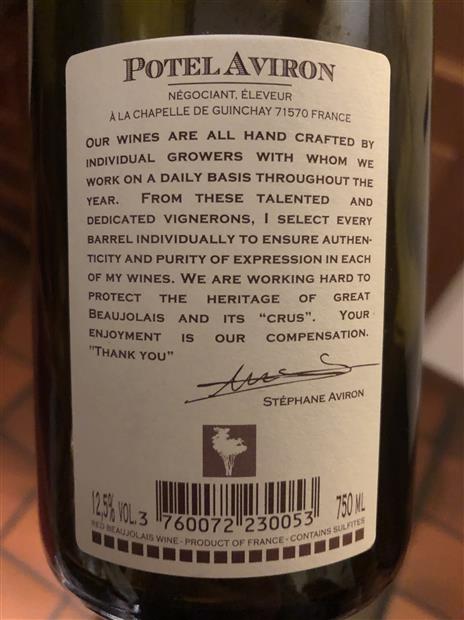 POTEL AVIRON
NÉGOCIANT, ÉLEVEUR
À LA CHAPELLE DE GUINCHAY 71570 FRANCE
OUR WINES ARE ALL HAND CRAFTED BY
INDIVIDUAL GROWERS WITH WHOM WE
WORK ON A DAILY BASIS THROUGHOUT THE
YEAR. FROM THESE TALENTED AND
DEDICATED VIGNERONS, I SELECT EVERY
BARREL INDIVIDUALLY TO ENSURE AUTHEN-
TICITY AND PURITY OF EXPRESSION IN EACH
OF MY WINES. WE ARE WORKING HARD TO
PROTECT THE HERITAGE OF GREAT
BEAUJOLAIS AND ITS “CRUS”. YOUR
ENJOYMENT IS OUR COMPENSATION.
"THANK YOU”
STÉPHANE AVIRON
12,5% VOL.
3 760072 230053
750 ML
RED BEAUJOLAIS WINE - PRODUCT OF FRANCE - CONTAINS SULFITES